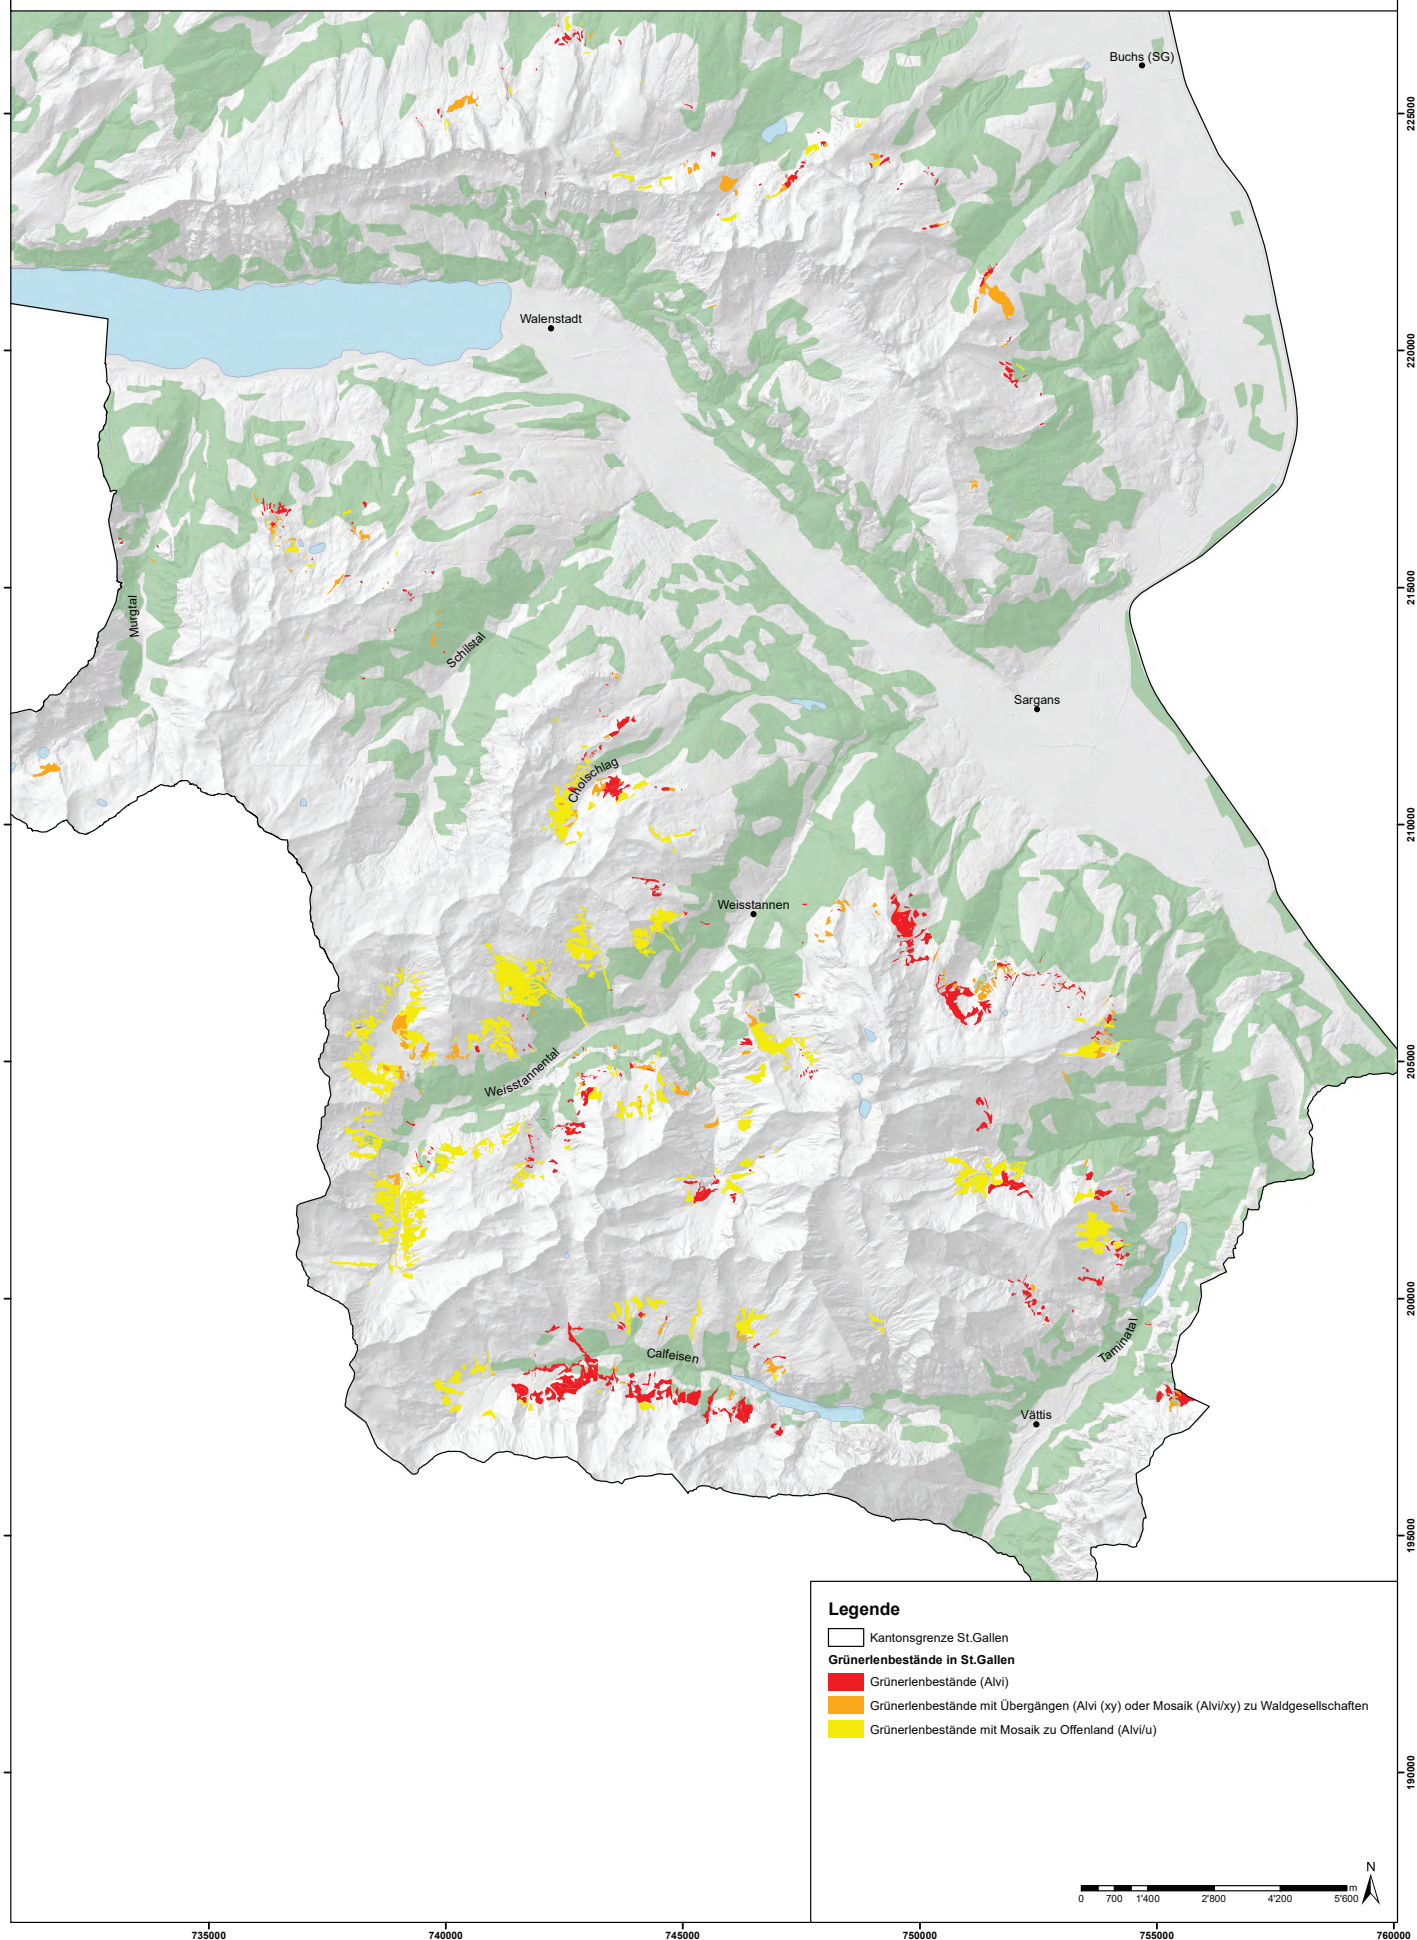 Buchs (SG)
225000
Walenstadt
220000
Murgtal
Schilstal
215000
Sargans
Cholschlag
210000
Weisstannen
Weisstannental
205000
200000
Taminatal
Calfeisen
Vättis
195000
Legende
Kantonsgrenze St.Gallen
Grünerlenbestände in St.Gallen
Grünerlenbestände (Alvi)
Grünerlenbestände mit Übergängen (Alvi (xy) oder Mosaik (Alvi/xy) zu Waldgesellschaften
Grünerlenbestände mit Mosaik zu Offenland (Alvi/u)
190000
N
m
0 700 1'400 2'800 4'200 5'600
735000 740000 745000 750000 755000 760000